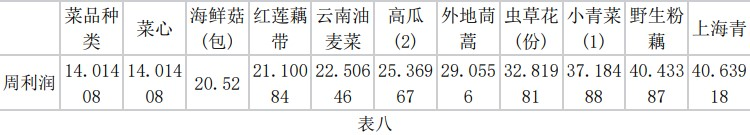 菜品种类 菜心 海鲜菇(包) 红莲藕带 云南油麦菜 高瓜(2) 外地茼蒿 虫草花(份) 小青菜(1) 野生粉藕 上海青
周利润 14.01408 14.01408 20.52 21.10084 22.50646 25.36967 29.0556 32.81981 37.18488 40.43387 40.63918
表八